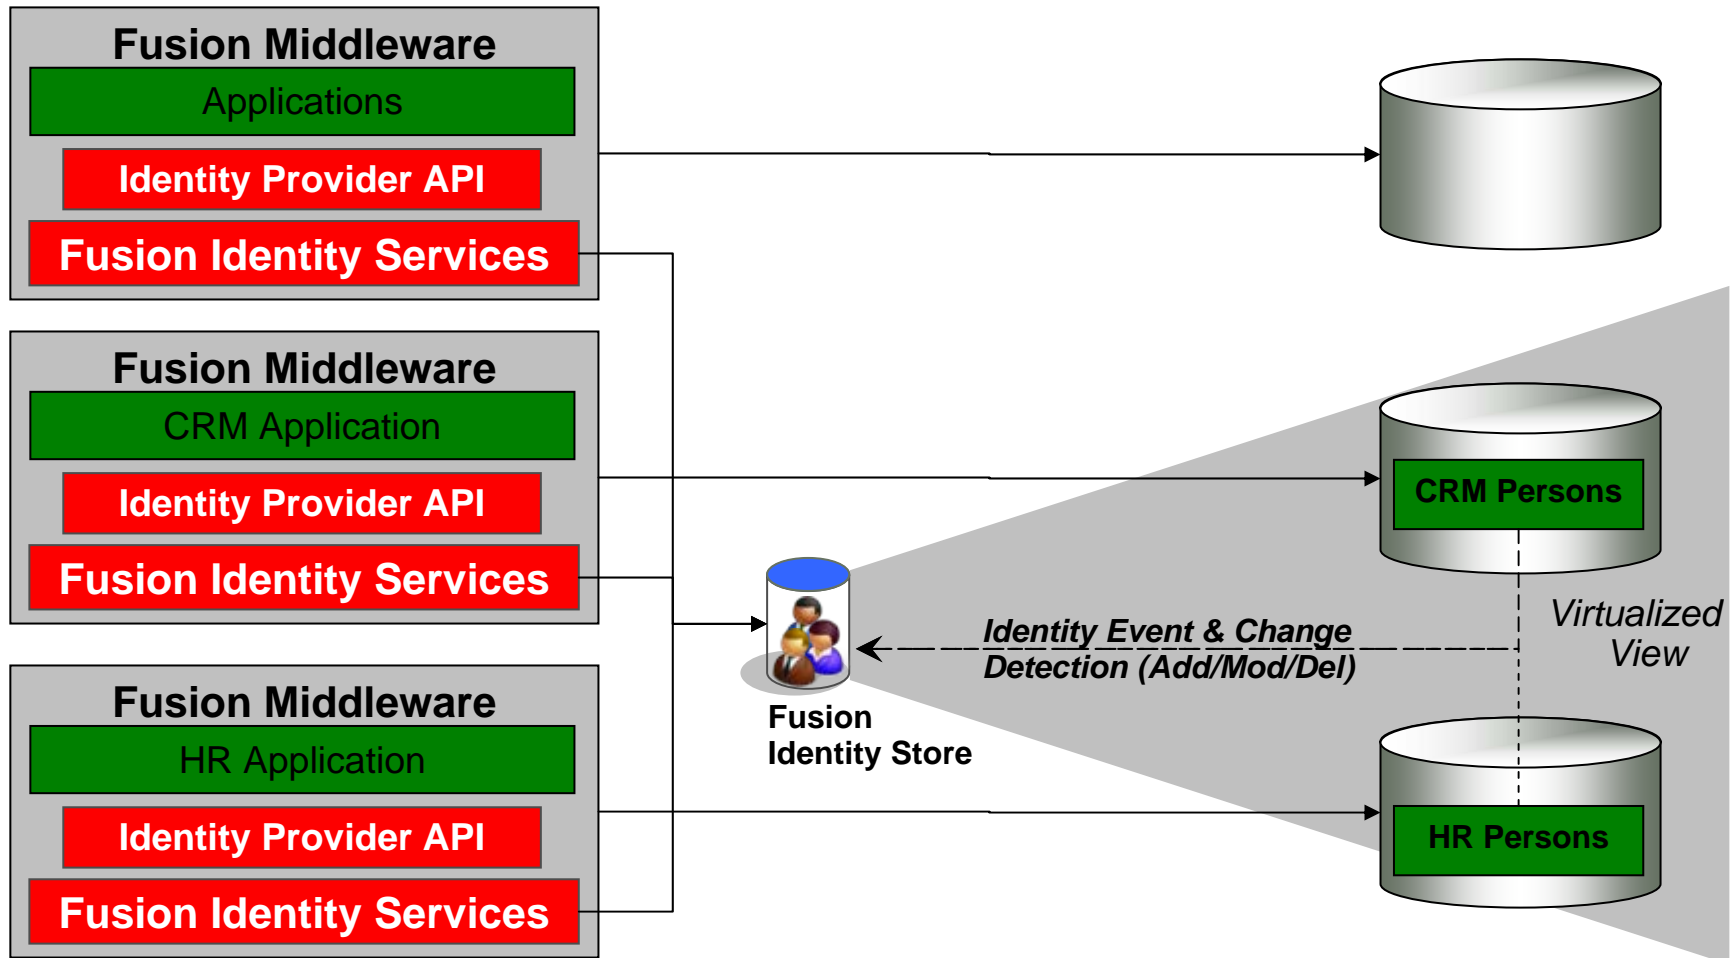 Fusion Middleware
Applications
Identity Provider API
Fusion Identity Services
Fusion Middleware
CRM Application
Identity Provider API
Fusion Identity Services
Fusion Middleware
HR Application
Identity Provider API
Fusion Identity Services
Fusion
Identity Store
Identity Event & Change
Detection (Add/Mod/Del)
CRM Persons
Virtualized
View
HR Persons